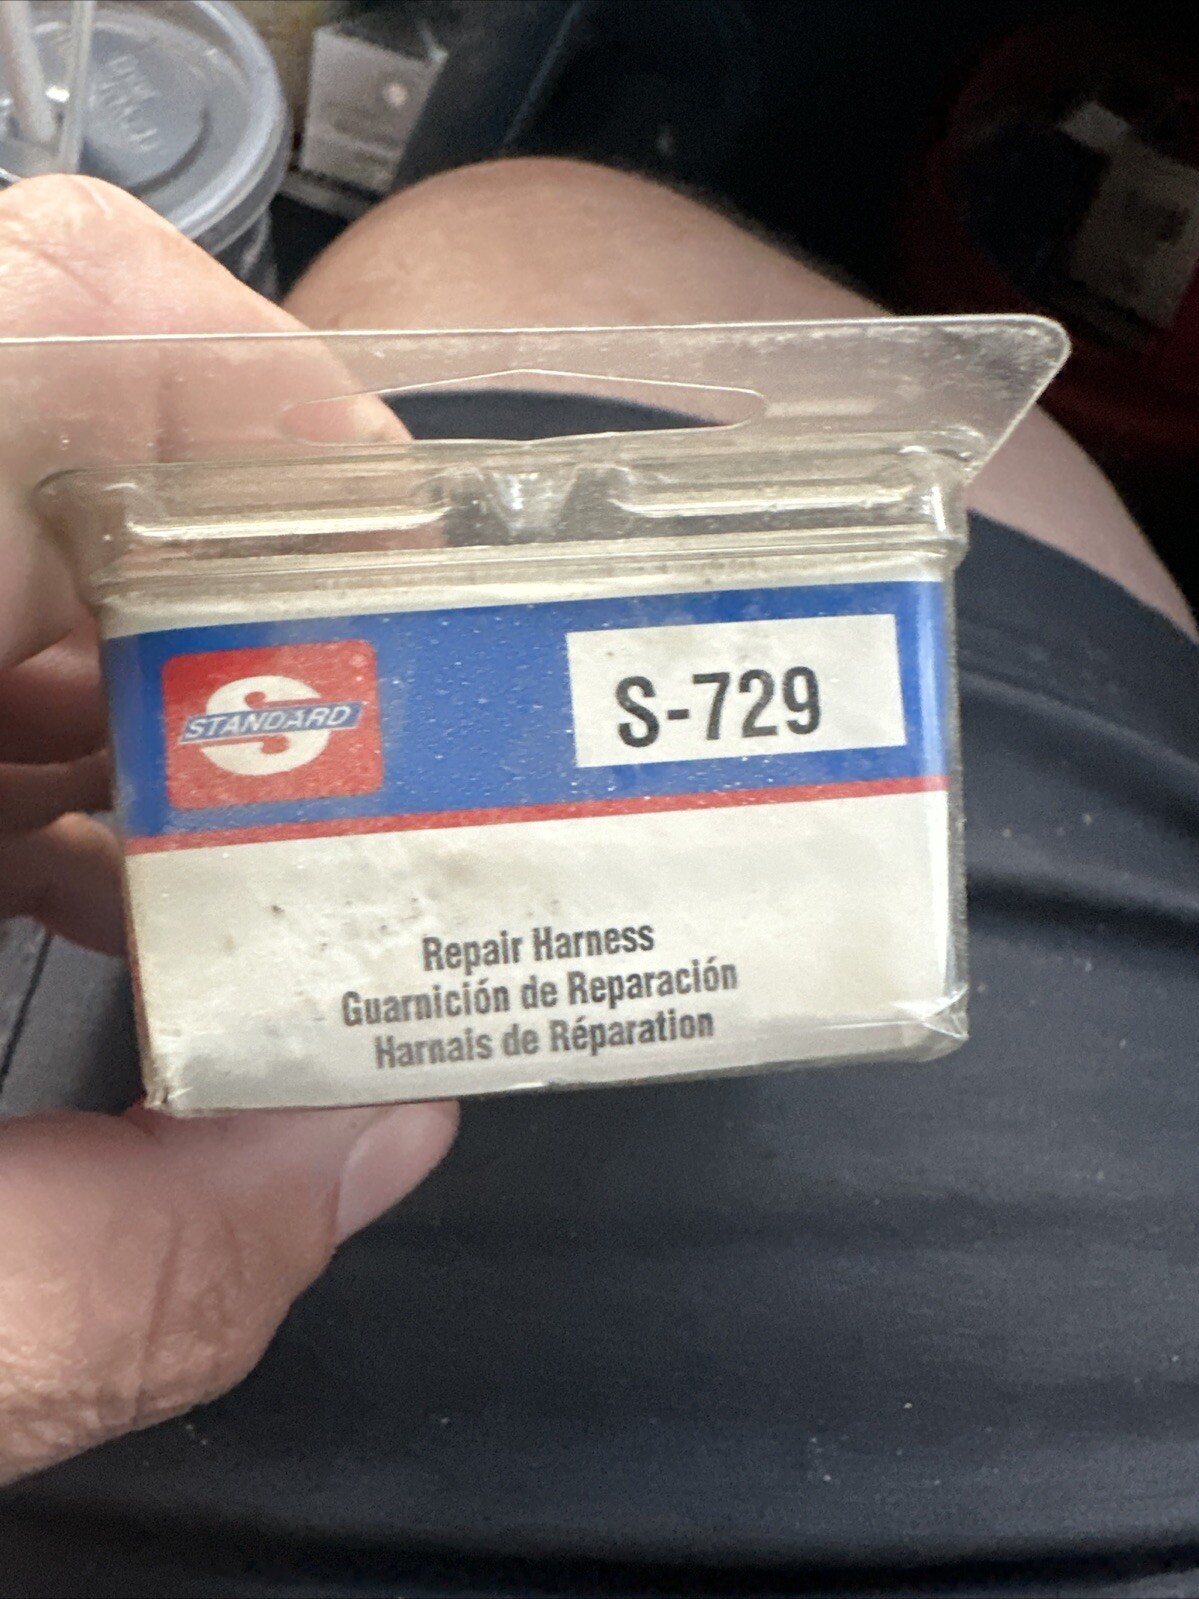 STANDARD
S-729
Repair Harness
Guarnición de Reparación
Harnais de Réparation